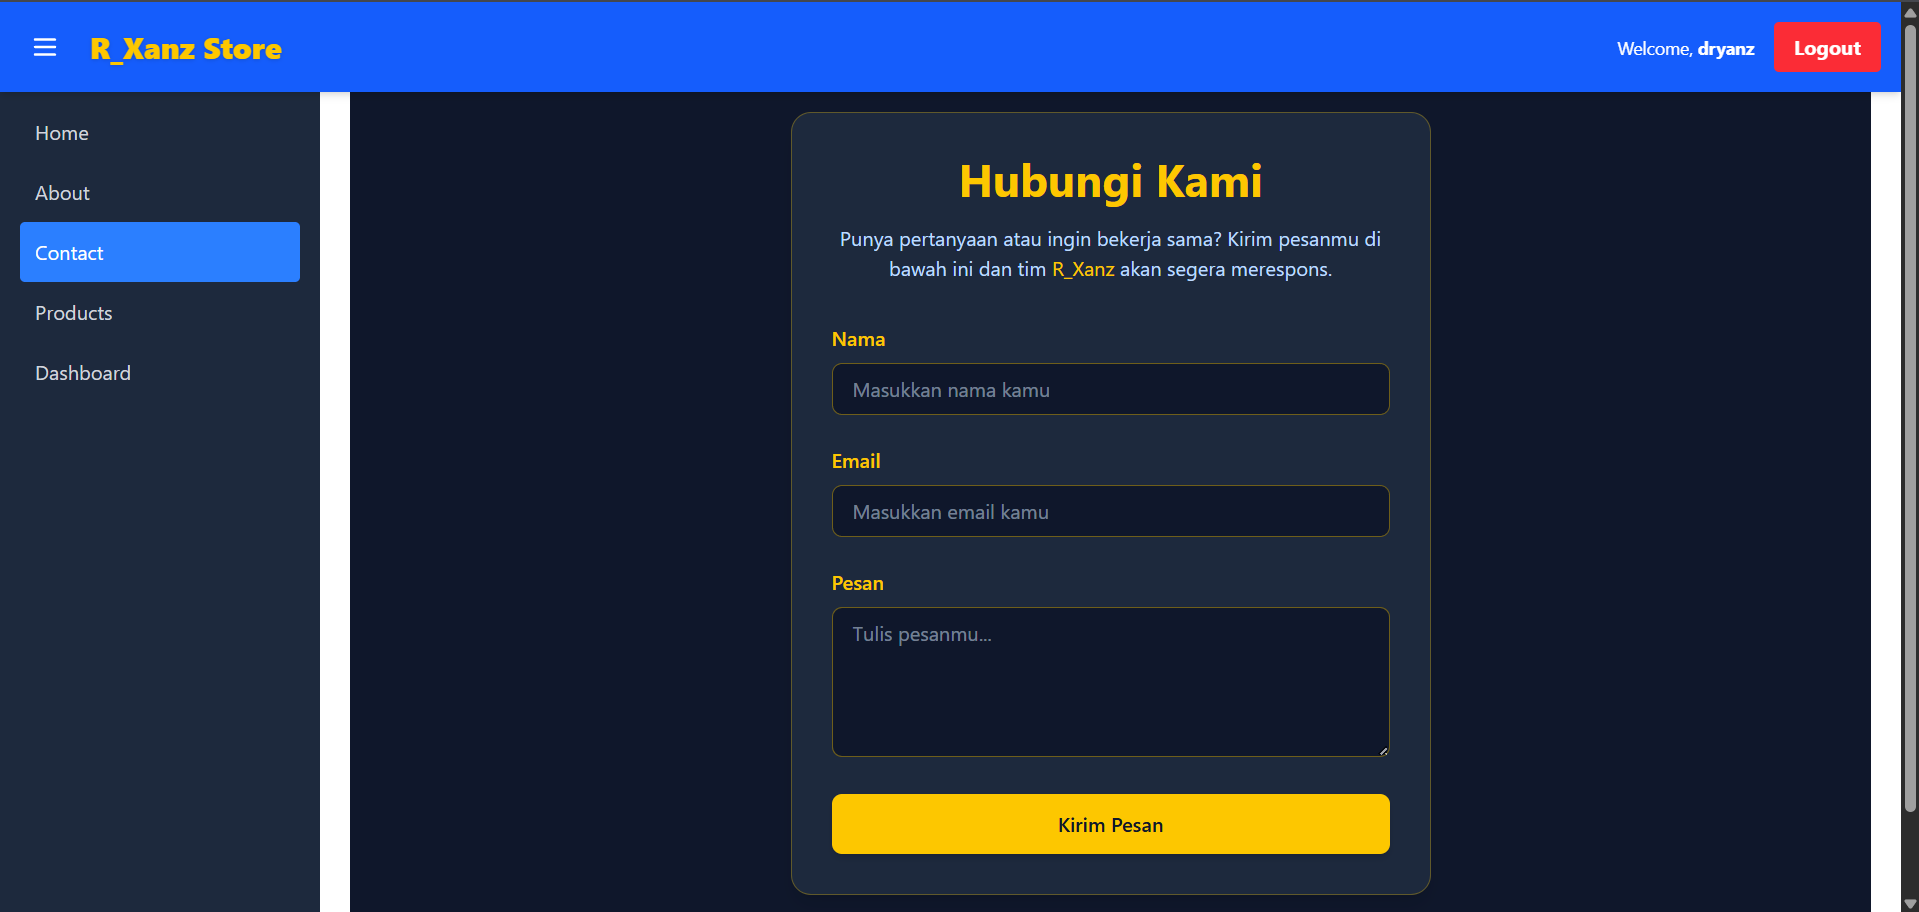 R_Xanz Store
Welcome, dryanz
Logout
Home
About
Contact
Products
Dashboard
Hubungi Kami
Punya pertanyaan atau ingin bekerja sama? Kirim pesanmu di
bawah ini dan tim R_Xanz akan segera merespons.
Nama
Masukkan nama kamu
Email
Masukkan email kamu
Pesan
Tulis pesanmu...
Kirim Pesan